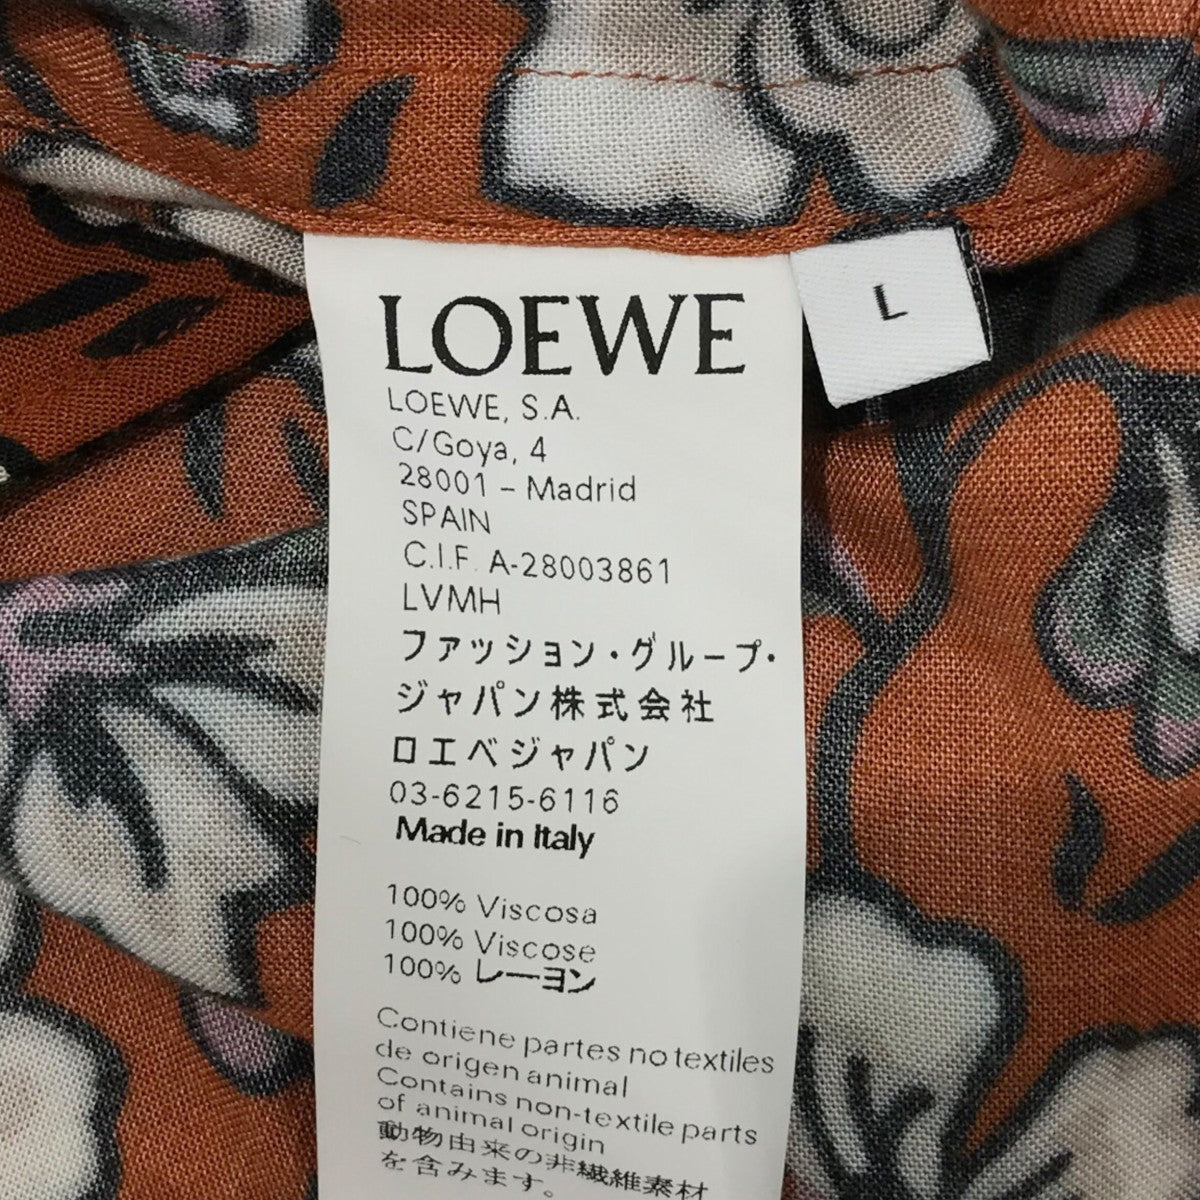 LOEWE
L
LOEWE, S.A.
C/Goya, 4
28001 – Madrid
SPAIN
C.I.F. A-28003861
LVMH
ファッション・グループ・
ジャパン株式会社
ロエベジャパン
03-6215-6116
Made in Italy
100% Viscosa
100% Viscose
100% レーヨン
Contiene partes no textiles
de origen animal
Contains non-textile parts
of animal origin
動物由来の非繊維素材
を含みます。